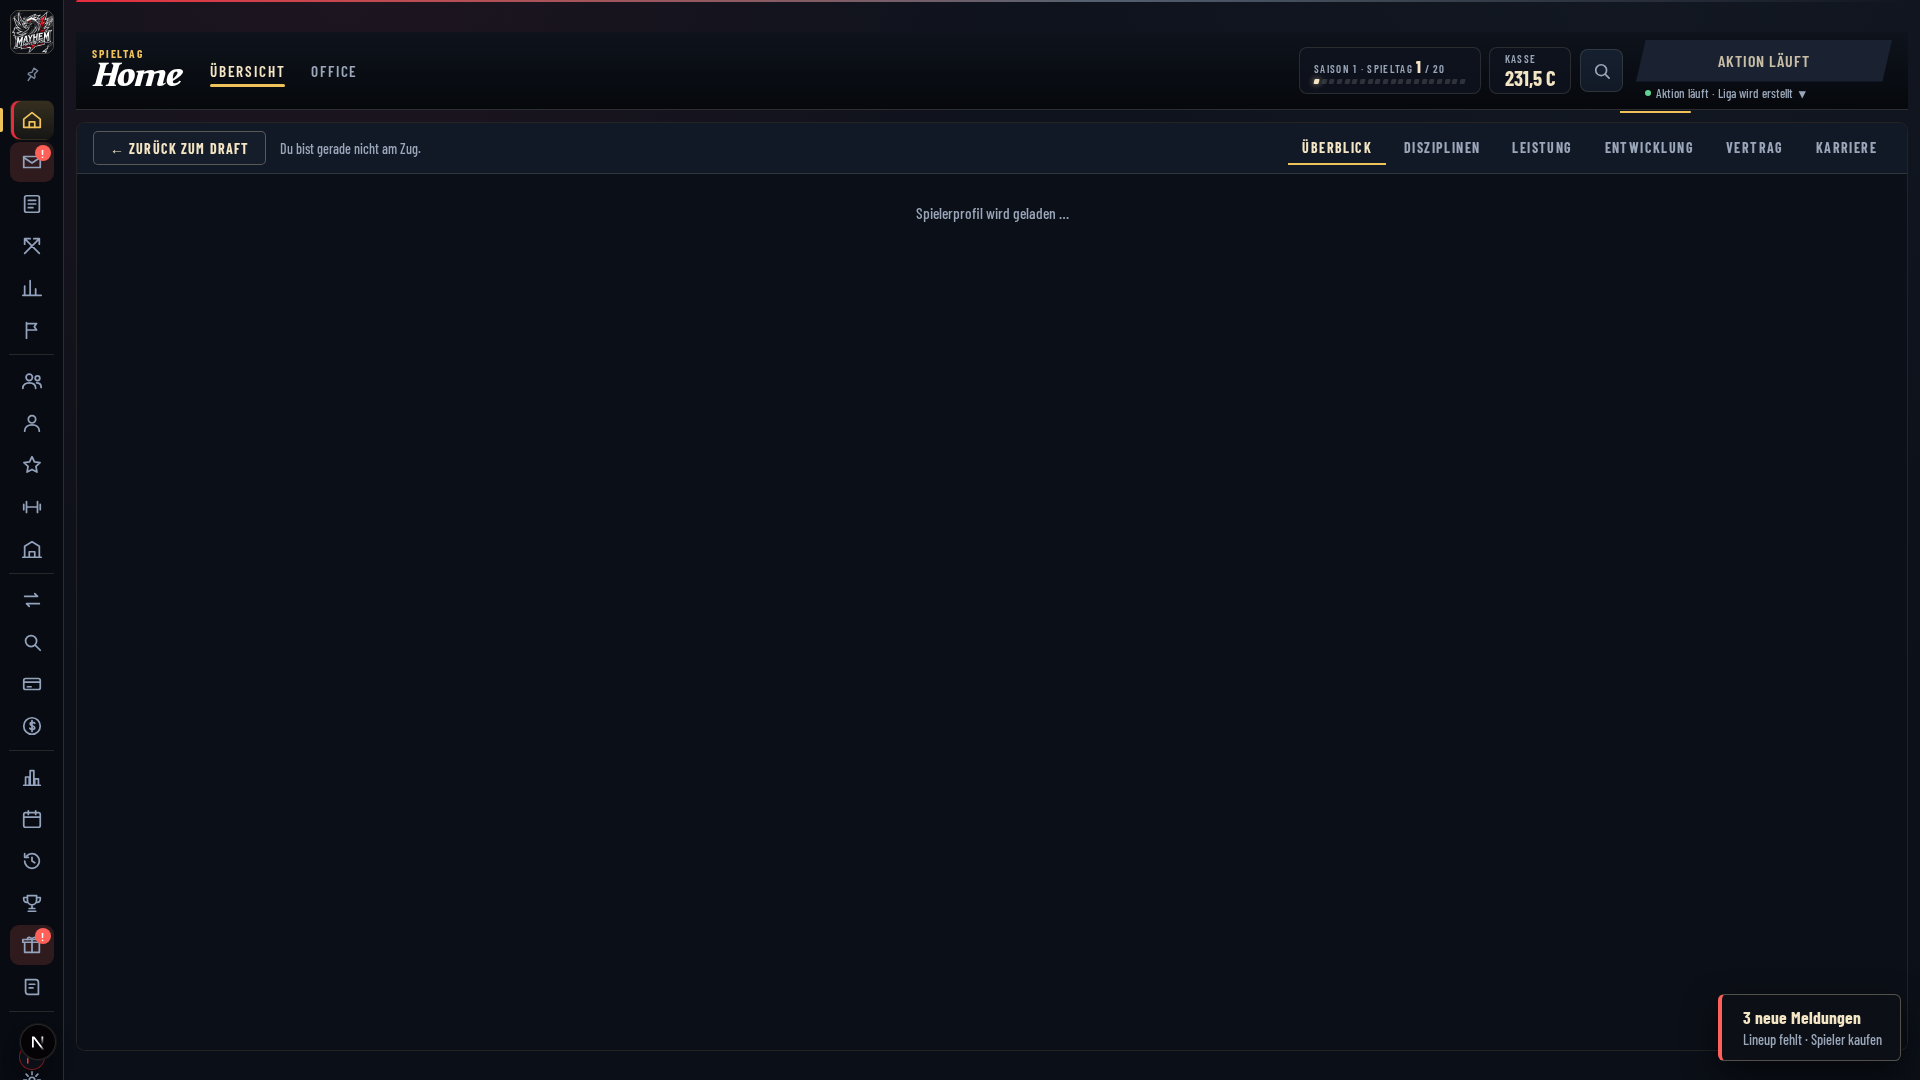 MAYHEM
SPIELTAG
Home
ÜBERSICHT
OFFICE
SAISON 1 · SPIELTAG 1 / 20
KASSE
231,5 C
AKTION LÄUFT
Aktion läuft · Liga wird erstellt ▼
← ZURÜCK ZUM DRAFT
Du bist gerade nicht am Zug.
ÜBERBLICK
DISZIPLINEN
LEISTUNG
ENTWICKLUNG
VERTRAG
KARRIERE
Spielerprofil wird geladen ...
!
!
N
3 neue Meldungen
Lineup fehlt · Spieler kaufen